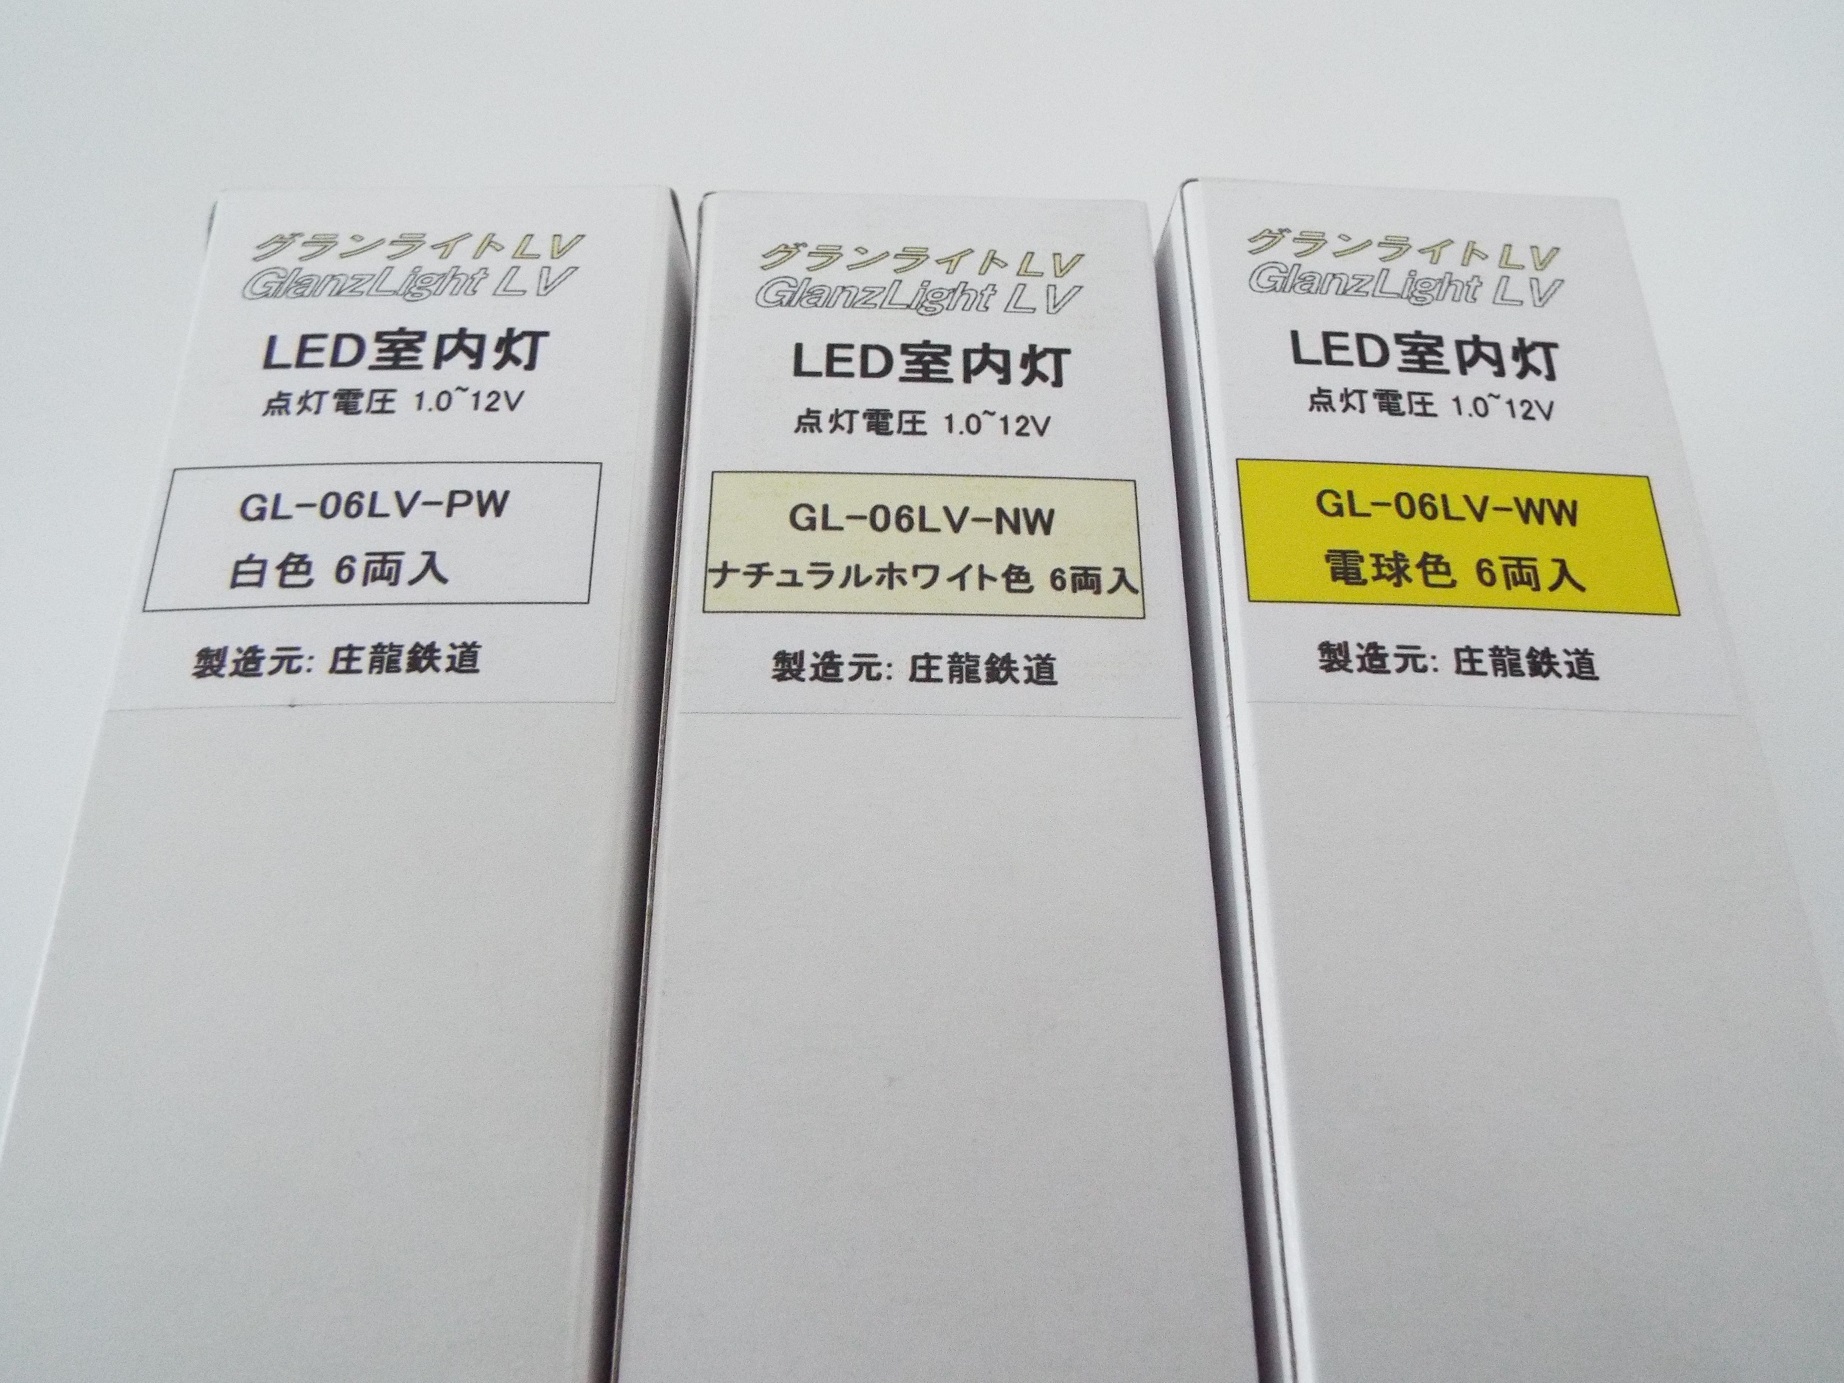 グランライトLV
GlanzLight LV
LED室内灯
点灯電圧 1.0~12V
GL-06LV-PW
白色 6両入
製造元: 庄龍鉄道
グランライトLV
GlanzLight LV
LED室内灯
点灯電圧 1.0~12V
GL-06LV-NW
ナチュラルホワイト色 6両入
製造元: 庄龍鉄道
グランライトLV
GlanzLight LV
LED室内灯
点灯電圧 1.0~12V
GL-06LV-WW
電球色 6両入
製造元: 庄龍鉄道